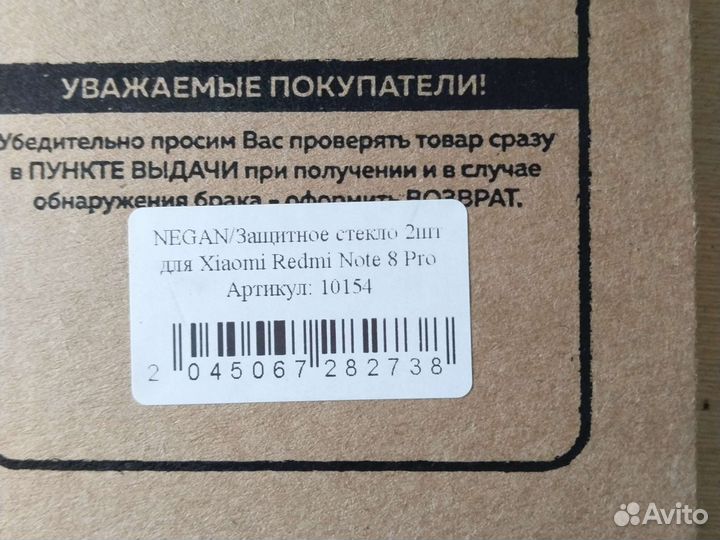 УВАЖАЕМЫЕ ПОКУПАТЕЛИ!
Убедительно просим Вас проверять товар сразу
в ПУНКТЕ ВЫДАЧИ при получении и в случае
обнаружения брака - оформить ВОЗВРАТ.
NEGAN/Защитное стекло 2шт
для Xiaomi Redmi Note 8 Pro
Артикул: 10154
2 045067 282738
Avito